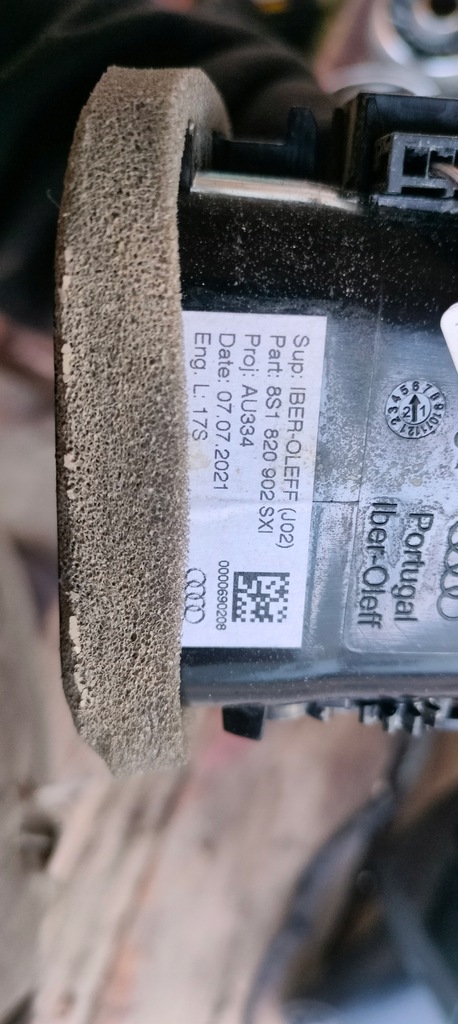 Sup: IBER-OLEFF (J02)
Part: 8S1 820 902 SXI
Proj: AU334
Date: 07.07.2021
Eng. L: 17S
0000690208
Portugal
Iber-Oleff
21